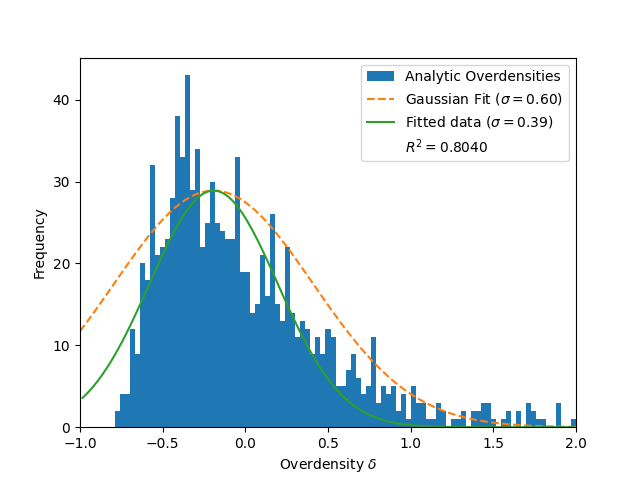 Analytic Overdensities
Gaussian Fit (σ = 0.60)
Fitted data (σ = 0.39)
R² = 0.8040
40
30
20
10
0
Frequency
−1.0 −0.5 0.0 0.5 1.0 1.5 2.0
Overdensity δ